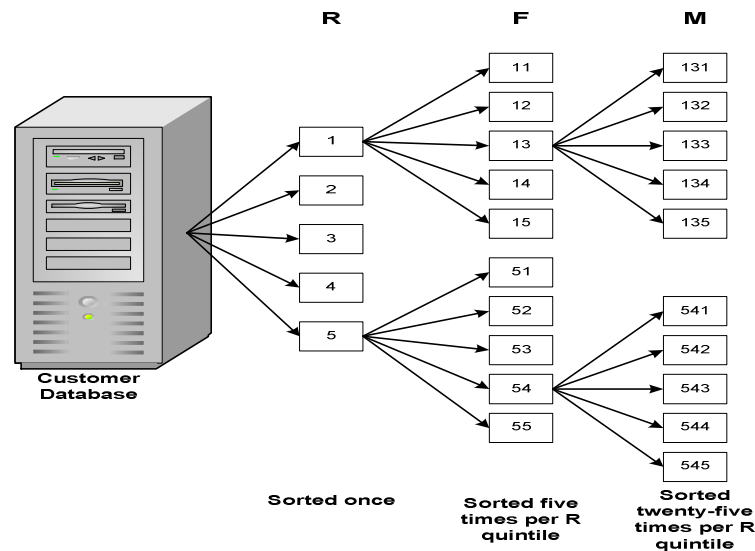 R F M
1
2
3
4
5
11
12
13
14
15
51
52
53
54
55
131
132
133
134
135
541
542
543
544
545
Customer
Database
Sorted once
Sorted five
times per R
quintile
Sorted
twenty-five
times per R
quintile